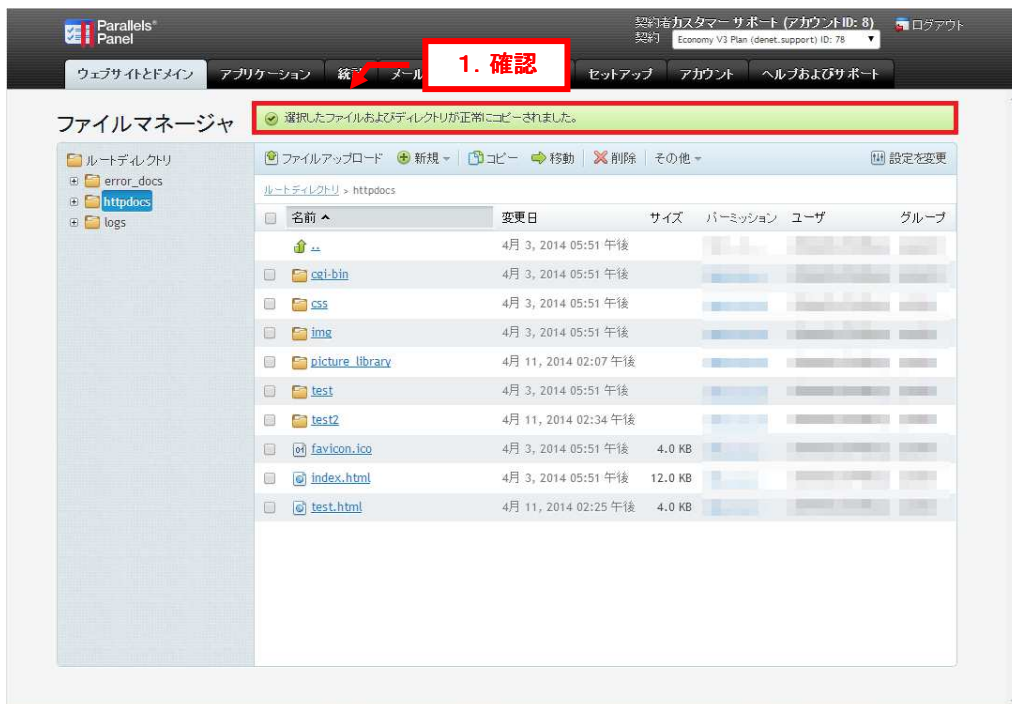 Parallels®
Panel
契約者カスタマー サポート (アカウントID: 8) ログアウト
契約 Economy V3 Plan (denet.support) ID: 78
ウェブサイトとドメイン アプリケーション 統計 メール セットアップ アカウント ヘルプおよびサポート
1. 確認
選択したファイルおよびディレクトリが正常にコピーされました。
ファイルマネージャ
ルートディレクトリ
error_docs
httpdocs
logs
ファイルアップロード 新規 コピー 移動 削除 その他 設定を変更
ルートディレクトリ > httpdocs
名前 変更日 サイズ パーミッション ユーザ グループ
.. 4月 3, 2014 05:51 午後
cgi-bin 4月 3, 2014 05:51 午後
css 4月 3, 2014 05:51 午後
img 4月 3, 2014 05:51 午後
picture_library 4月 11, 2014 02:07 午後
test 4月 3, 2014 05:51 午後
test2 4月 11, 2014 02:34 午後
favicon.ico 4月 3, 2014 05:51 午後 4.0 KB
index.html 4月 3, 2014 05:51 午後 12.0 KB
test.html 4月 11, 2014 02:25 午後 4.0 KB